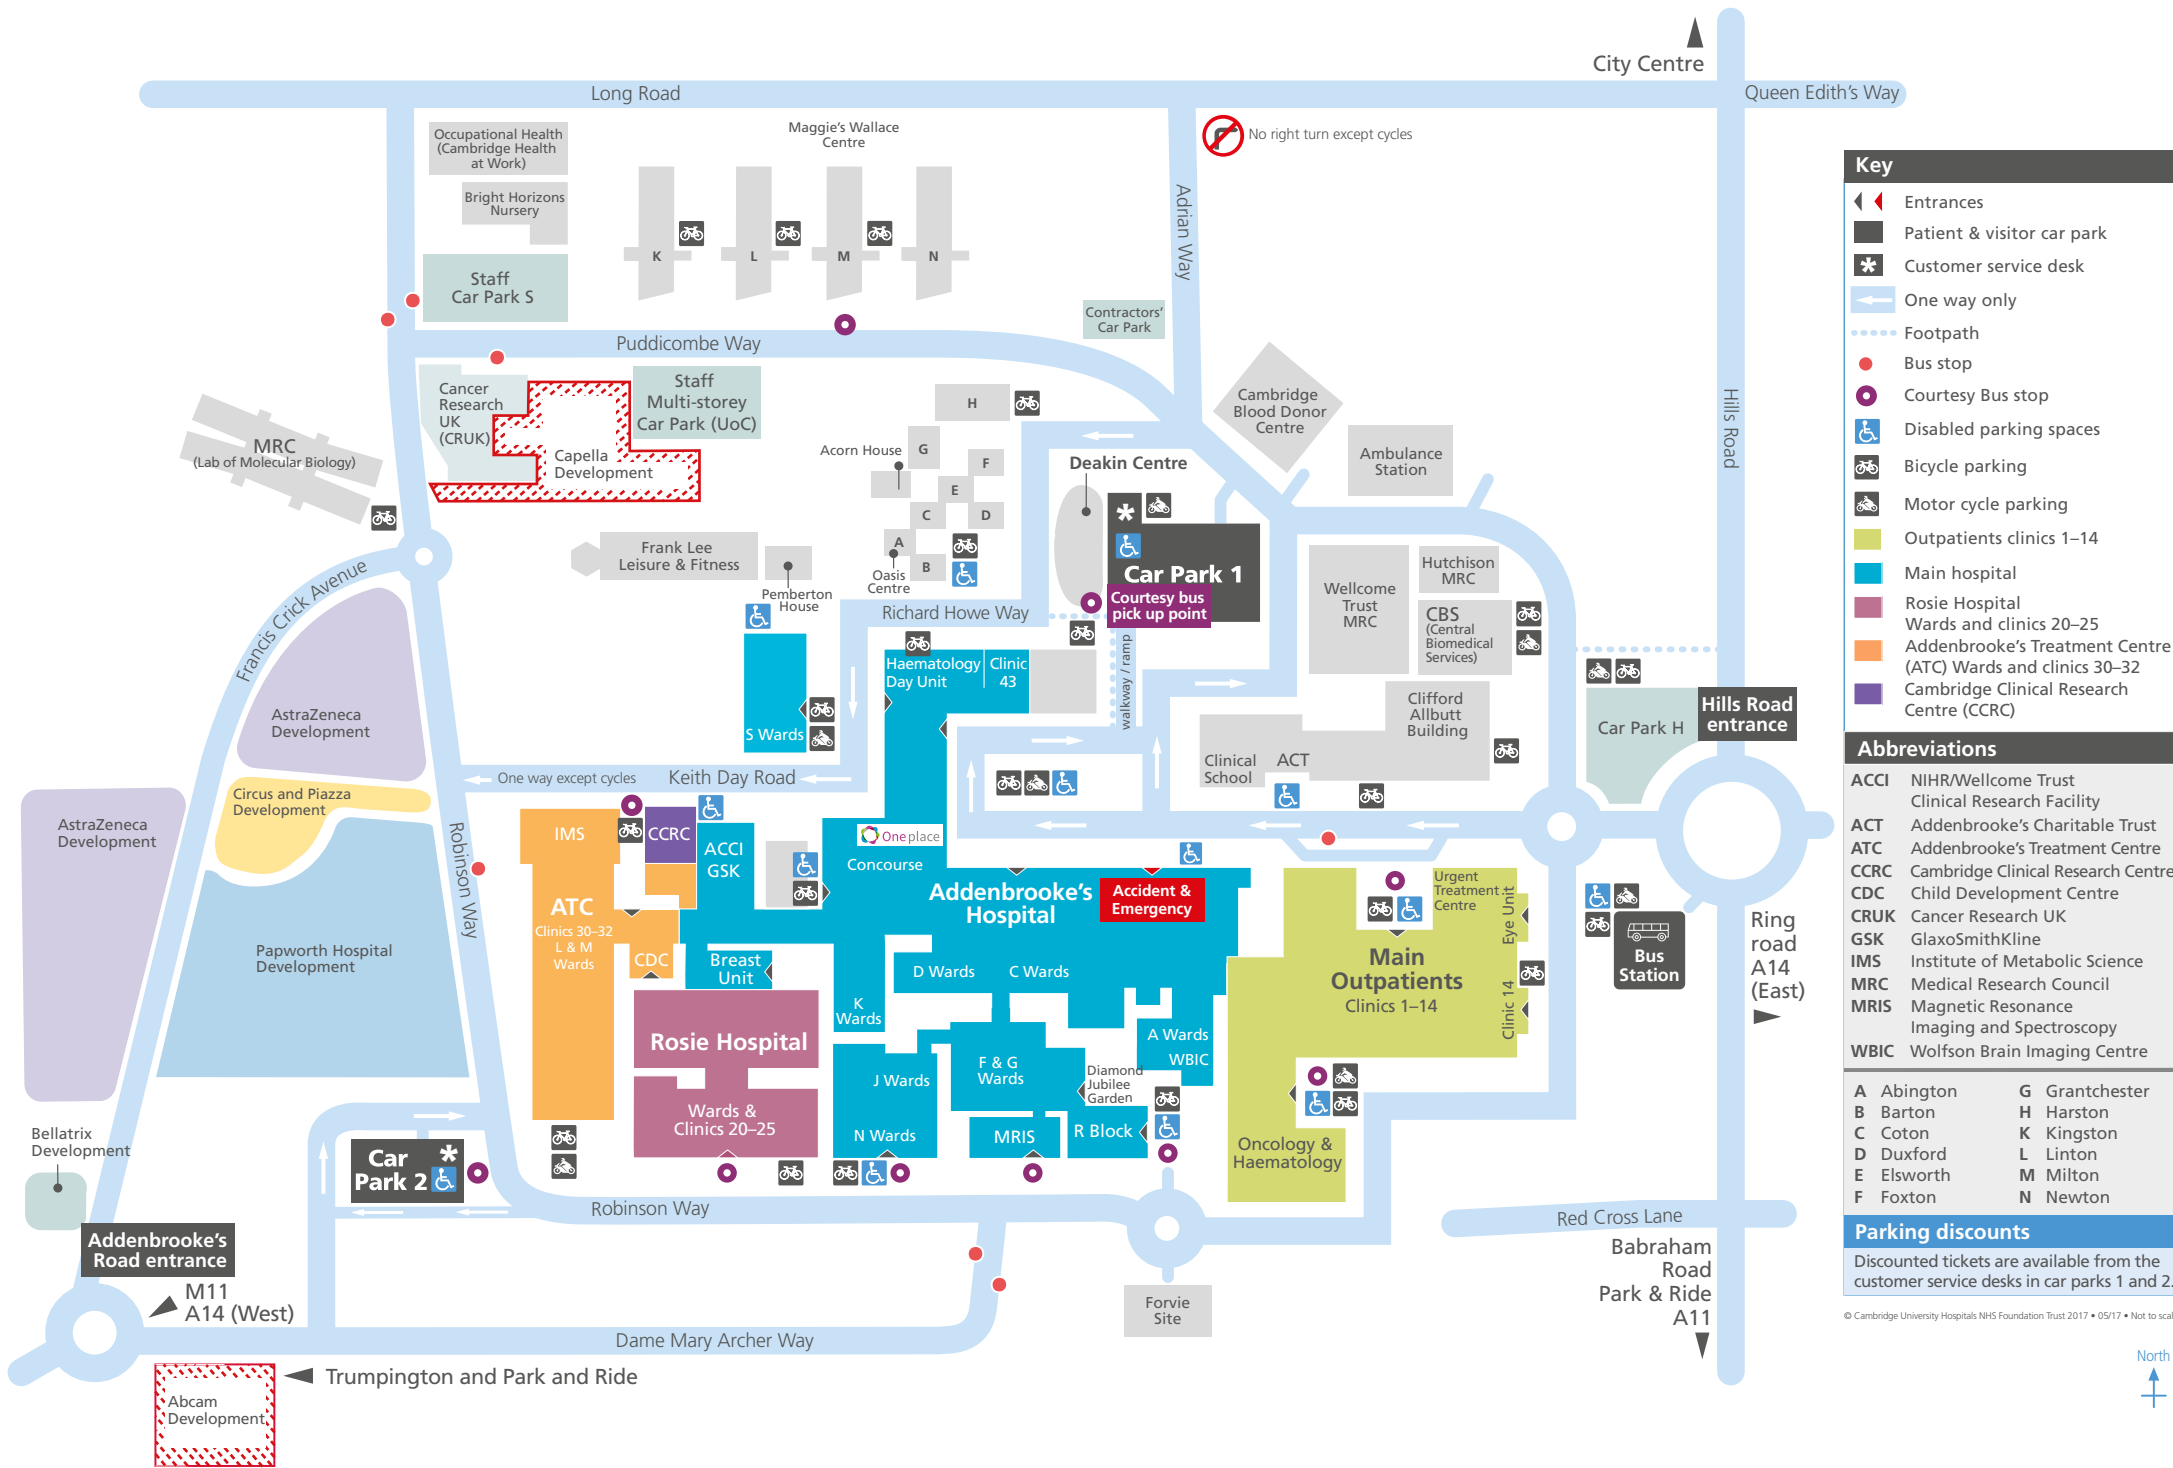 City Centre
Long Road
Queen Edith's Way
Occupational Health
(Cambridge Health
at Work)
Maggie's Wallace
Centre
No right turn except cycles
Bright Horizons
Nursery
Adrian Way
K
L
M
N
Staff
Car Park S
Contractors'
Car Park
Puddicombe Way
Cancer
Research
UK
(CRUK)
Staff
Multi-storey
Car Park (UoC)
Capella
Development
MRC
(Lab of Molecular Biology)
H
Acorn House
G
F
E
C
D
A
B
Oasis
Centre
Cambridge
Blood Donor
Centre
Ambulance
Station
Hills Road
Deakin Centre
*
Car Park 1
Courtesy bus
pick up point
Frank Lee
Leisure & Fitness
Pemberton
House
Richard Howe Way
Francis Crick Avenue
Wellcome
Trust
MRC
Hutchison
MRC
CBS
(Central
Biomedical
Services)
walkway / ramp
Haematology
Day Unit
Clinic
43
S Wards
AstraZeneca
Development
Clifford
Allbutt
Building
Car Park H
Hills Road
entrance
Clinical
School
ACT
One way except cycles
Keith Day Road
Circus and Piazza
Development
AstraZeneca
Development
Robinson Way
IMS
CCRC
ACCI
GSK
One place
Concourse
Addenbrooke's
Hospital
Accident &
Emergency
Urgent
Treatment
Centre
Eye Unit
ATC
Clinics 30–32
L & M
Wards
CDC
Breast
Unit
D Wards
C Wards
Main
Outpatients
Clinics 1–14
Clinic 14
Bus
Station
Ring
road
A14
(East)
Papworth Hospital
Development
K
Wards
Rosie Hospital
A Wards
WBIC
F & G
Wards
J Wards
Diamond
Jubilee
Garden
Wards &
Clinics 20–25
N Wards
MRIS
R Block
Oncology &
Haematology
Bellatrix
Development
Car
Park 2
*
Robinson Way
Red Cross Lane
Addenbrooke's
Road entrance
M11
A14 (West)
Babraham
Road
Park & Ride
A11
Forvie
Site
Dame Mary Archer Way
Trumpington and Park and Ride
Abcam
Development
Key
Entrances
Patient & visitor car park
* Customer service desk
One way only
Footpath
Bus stop
Courtesy Bus stop
Disabled parking spaces
Bicycle parking
Motor cycle parking
Outpatients clinics 1–14
Main hospital
Rosie Hospital
Wards and clinics 20–25
Addenbrooke's Treatment Centre
(ATC) Wards and clinics 30–32
Cambridge Clinical Research
Centre (CCRC)
Abbreviations
ACCI NIHR/Wellcome Trust
Clinical Research Facility
ACT Addenbrooke's Charitable Trust
ATC Addenbrooke's Treatment Centre
CCRC Cambridge Clinical Research Centre
CDC Child Development Centre
CRUK Cancer Research UK
GSK GlaxoSmithKline
IMS Institute of Metabolic Science
MRC Medical Research Council
MRIS Magnetic Resonance
Imaging and Spectroscopy
WBIC Wolfson Brain Imaging Centre
A Abington G Grantchester
B Barton H Harston
C Coton K Kingston
D Duxford L Linton
E Elsworth M Milton
F Foxton N Newton
Parking discounts
Discounted tickets are available from the
customer service desks in car parks 1 and 2.
© Cambridge University Hospitals NHS Foundation Trust 2017 • 05/17 • Not to scal
North